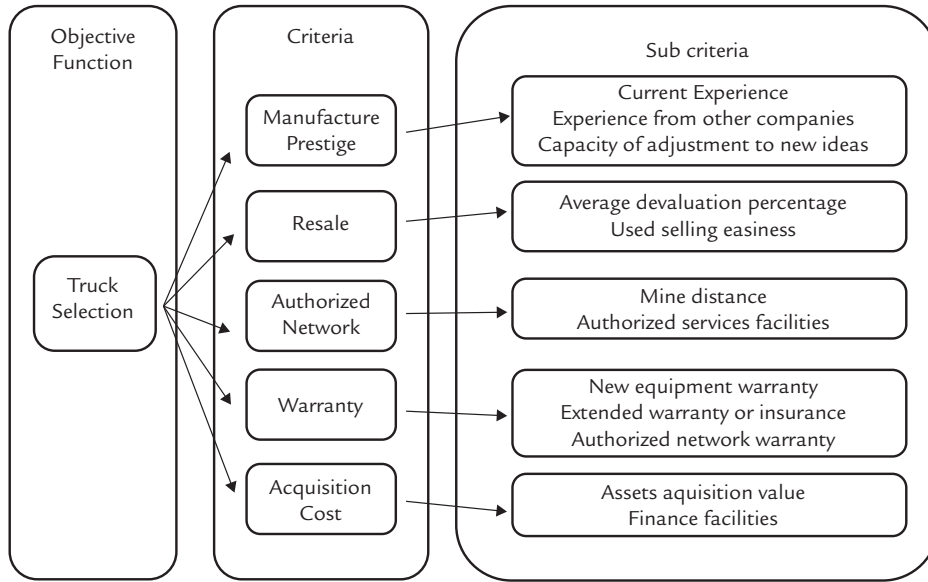 Objective
Function
Criteria
Sub criteria
Truck
Selection
Manufacture
Prestige
Resale
Authorized
Network
Warranty
Acquisition
Cost
Current Experience
Experience from other companies
Capacity of adjustment to new ideas
Average devaluation percentage
Used selling easiness
Mine distance
Authorized services facilities
New equipment warranty
Extended warranty or insurance
Authorized network warranty
Assets aquisition value
Finance facilities